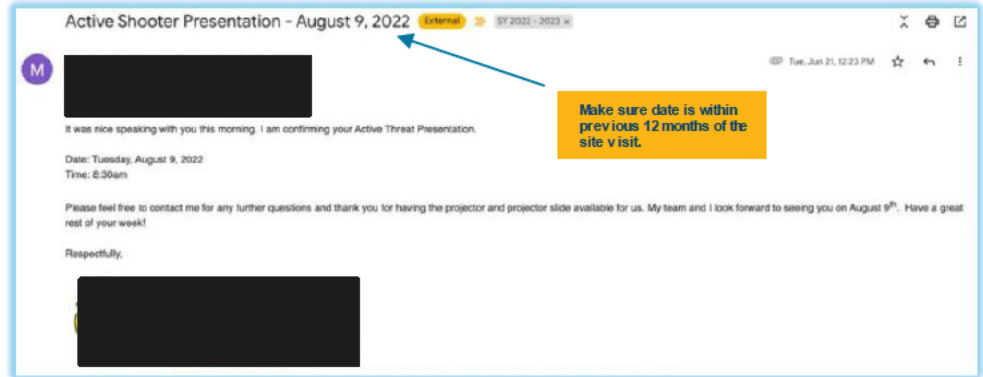 Active Shooter Presentation - August 9, 2022 External SY 2022 - 2023 x
M
Tue, Jun 21, 12:23 PM
Make sure date is within
previous 12 months of the
site visit.
It was nice speaking with you this morning. I am confirming your Active Threat Presentation.
Date: Tuesday, August 9, 2022
Time: 8:30am
Please feel free to contact me for any further questions and thank you for having the projector and projector slide available for us. My team and I look forward to seeing you on August 9th. Have a great
rest of your week!
Respectfully,